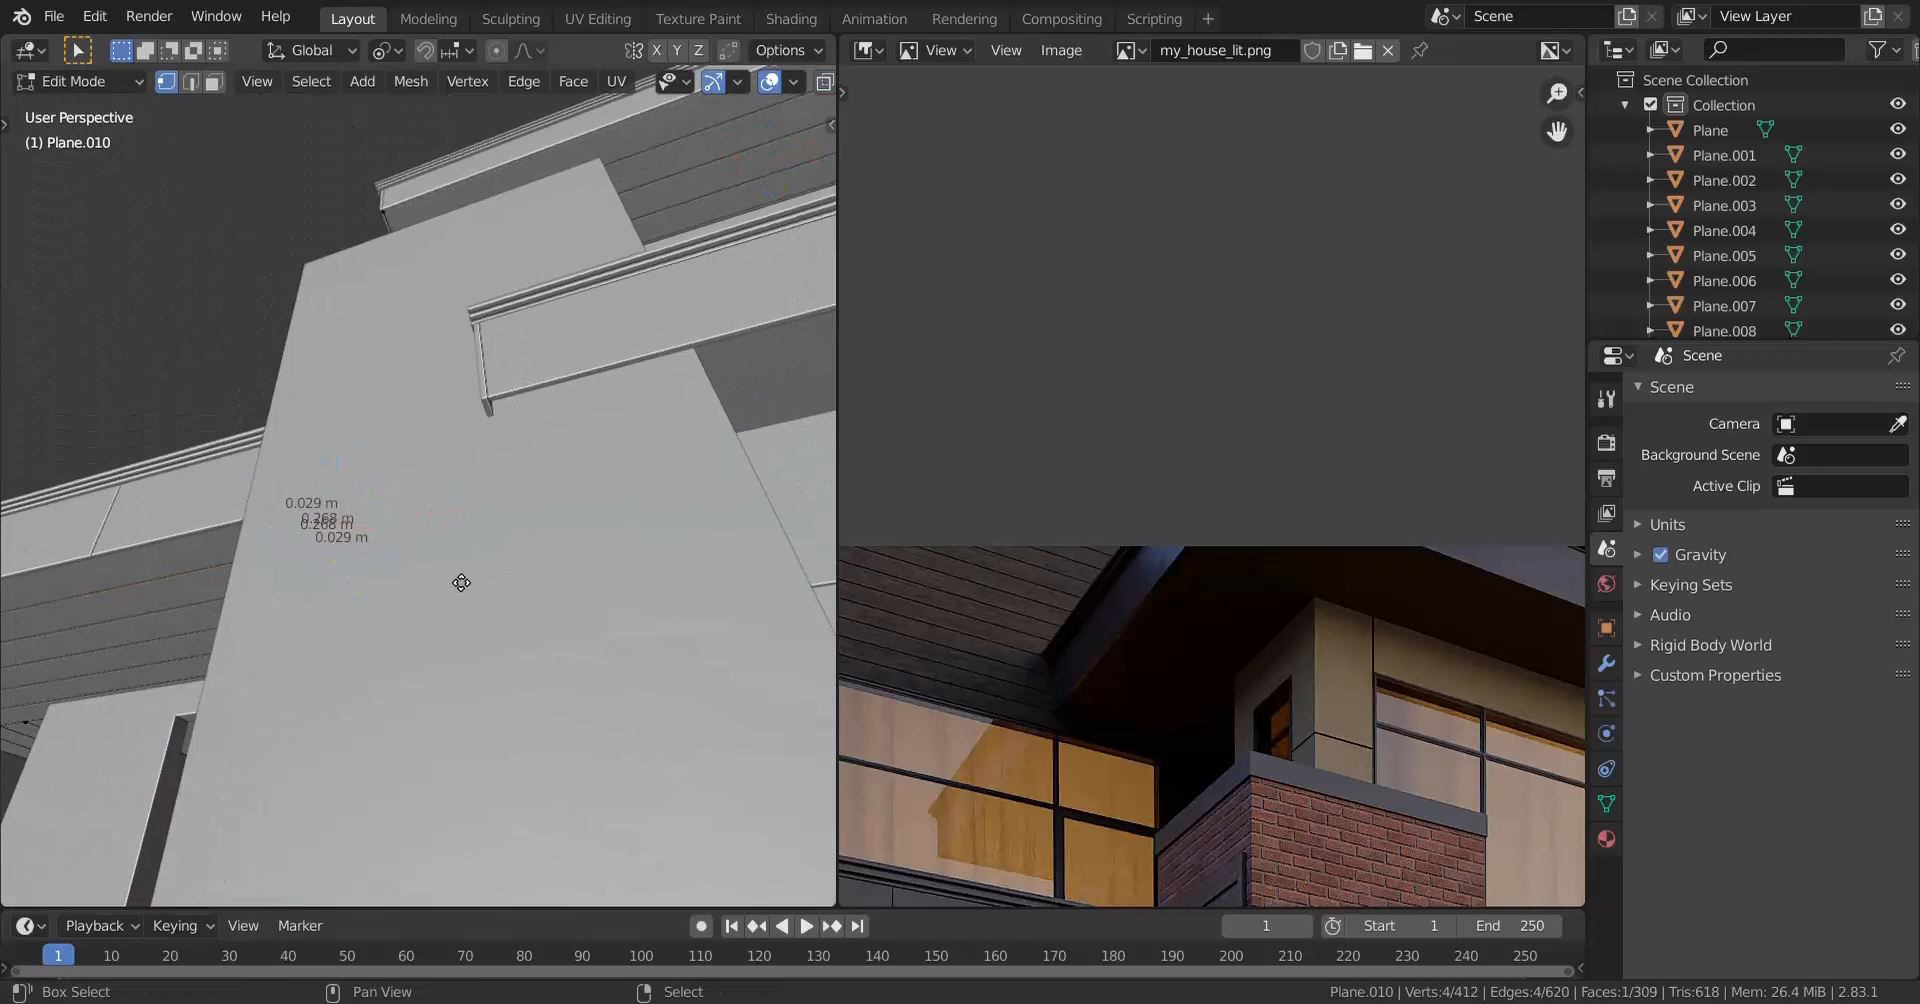 File Edit Render Window Help Layout Modeling Sculpting UV Editing Texture Paint Shading Animation Rendering Compositing Scripting + Scene View Layer
Global X Y Z Options View View Image my_house_lit.png
Edit Mode View Select Add Mesh Vertex Edge Face UV
User Perspective
(1) Plane.010
0.029 m
0.268 m
0.268 m
0.029 m
Scene Collection
Collection
Plane
Plane.001
Plane.002
Plane.003
Plane.004
Plane.005
Plane.006
Plane.007
Plane.008
Scene
Scene
Camera
Background Scene
Active Clip
Units
Gravity
Keying Sets
Audio
Rigid Body World
Custom Properties
Playback Keying View Marker 1 Start 1 End 250
1 10 20 30 40 50 60 70 80 90 100 110 120 130 140 150 160 170 180 190 200 210 220 230 240 250
Box Select Pan View Select Plane.010 | Verts:4/412 | Edges:4/620 | Faces:1/309 | Tris:618 | Mem: 26.4 MiB | 2.83.1